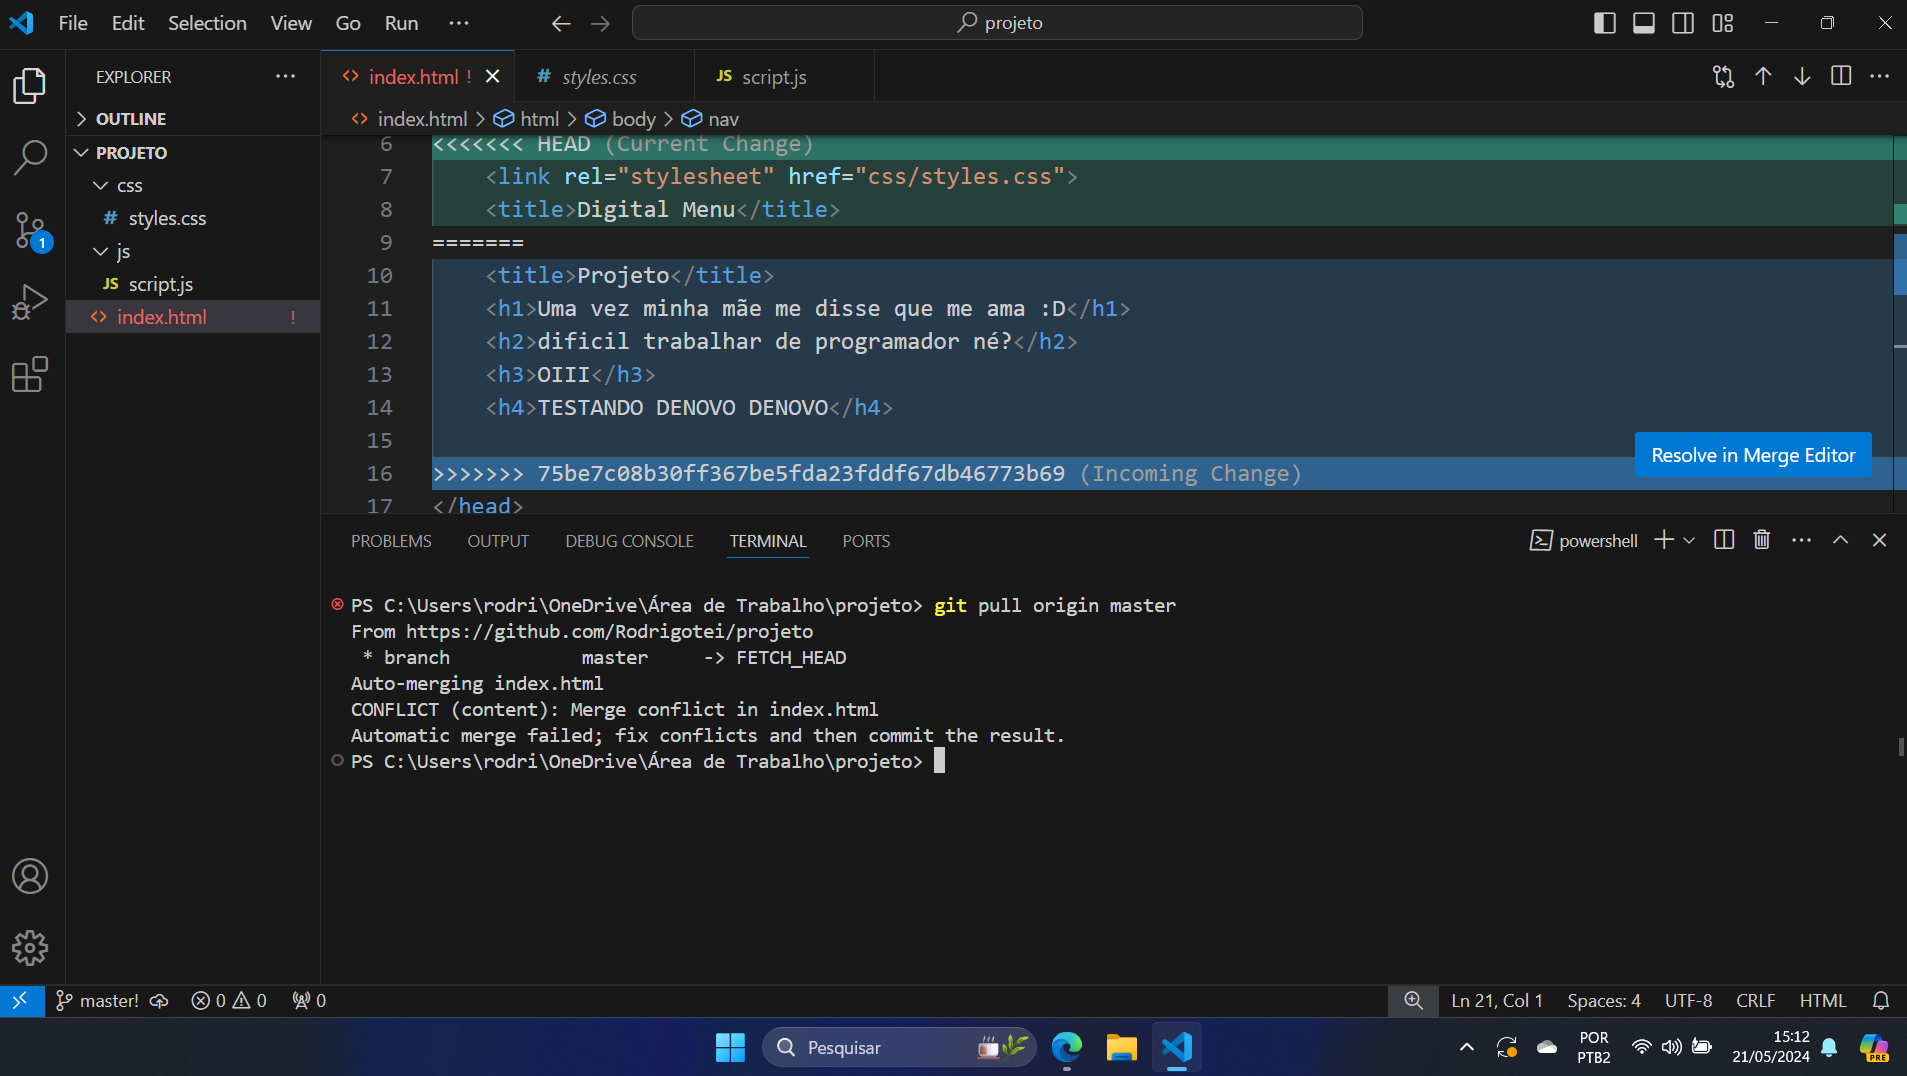 File Edit Selection View Go Run ···
projeto
EXPLORER
OUTLINE
PROJETO
css
# styles.css
js
JS script.js
<> index.html !
<> index.html !
# styles.css
JS script.js
<> index.html > html > body > nav
6 <<<<<<< HEAD (Current Change)
7 <link rel="stylesheet" href="css/styles.css">
8 <title>Digital Menu</title>
9 =======
10 <title>Projeto</title>
11 <h1>Uma vez minha mãe me disse que me ama :D</h1>
12 <h2>dificil trabalhar de programador né?</h2>
13 <h3>OIII</h3>
14 <h4>TESTANDO DENOVO DENOVO</h4>
15
16 >>>>>>> 75be7c08b30ff367be5fda23fddf67db46773b69 (Incoming Change)
17 </head>
Resolve in Merge Editor
1
PROBLEMS OUTPUT DEBUG CONSOLE TERMINAL PORTS
powershell
PS C:\Users\rodri\OneDrive\Área de Trabalho\projeto> git pull origin master
From https://github.com/Rodrigotei/projeto
* branch master -> FETCH_HEAD
Auto-merging index.html
CONFLICT (content): Merge conflict in index.html
Automatic merge failed; fix conflicts and then commit the result.
PS C:\Users\rodri\OneDrive\Área de Trabalho\projeto>
master! 0 0 0
Ln 21, Col 1 Spaces: 4 UTF-8 CRLF HTML
Pesquisar
POR
PTB2
15:12
21/05/2024
PRE